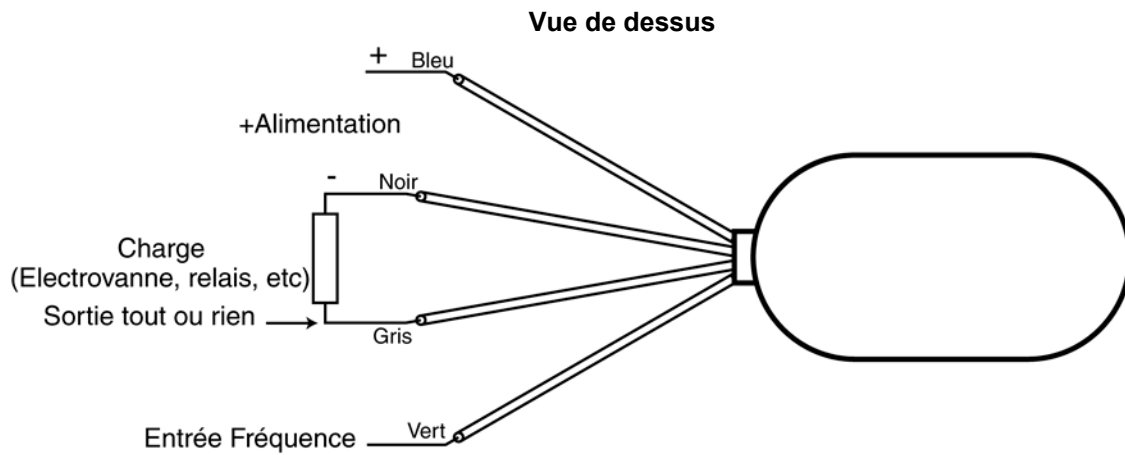 Vue de dessus
+ Bleu
+Alimentation
- Noir
Charge
(Electrovanne, relais, etc)
Sortie tout ou rien
Gris
Vert
Entrée Fréquence